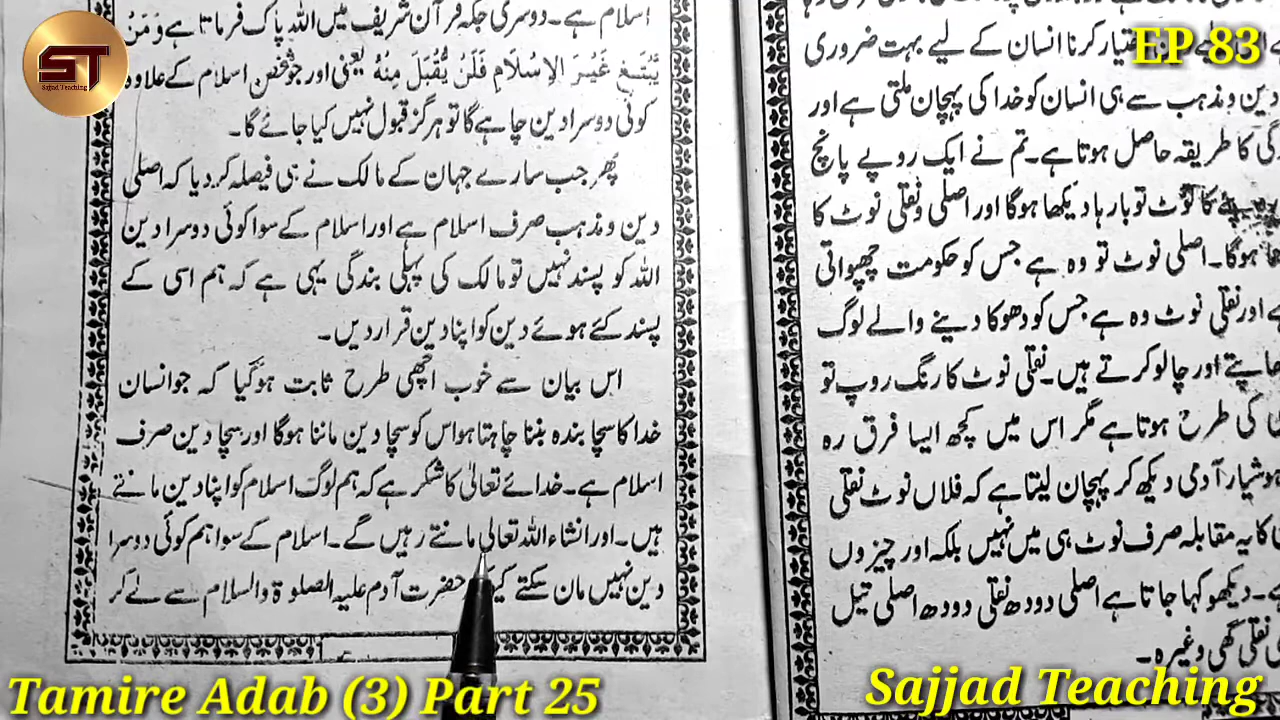 ST
Sajjad Teaching
EP 83
اختیار کرنا انسان کے لیے بہت ضروری
دین و مذہب سے ہی انسان کو خدا کی پہچان ملتی ہے اور
کا طریقہ حاصل ہوتا ہے۔ تم نے ایک روپے پانچ
کا نوٹ تو بارہا دیکھا ہوگا اور اصلی و نقلی نوٹ کا
ہوگا۔ اصلی نوٹ تو وہ ہے جس کو حکومت چھپواتی
اور نقلی نوٹ وہ ہے جس کو دھوکا دینے والے لوگ
چھاپتے اور چالو کرتے ہیں۔ نقلی نوٹ کا رنگ روپ تو
کی طرح ہوتا ہے مگر اس میں کچھ ایسا فرق رہ
ہوشیار آدمی دیکھ کر پہچان لیتا ہے کہ فلاں نوٹ نقلی
کا یہ مقابلہ صرف نوٹ ہی میں نہیں بلکہ اور چیزوں
دیکھو کہا جاتا ہے اصلی دودھ نقلی دودھ اصلی تیل
نقلی گھی وغیرہ۔
اسلام ہے۔ دوسری جگہ قرآن شریف میں اللہ پاک فرماتا ہے وَمَنْ
يَّبْتَغِ غَيْرَ الْاِسْلَامِ فَلَنْ يُّقْبَلَ مِنْهُ یعنی اور جو شخص اسلام کے علاوہ
کوئی دوسرا دین چاہے گا تو ہرگز قبول نہیں کیا جائے گا۔
پھر جب سارے جہان کے مالک نے ہی فیصلہ کر دیا کہ اصلی
دین و مذہب صرف اسلام ہے اور اسلام کے سوا کوئی دوسرا دین
اللہ کو پسند نہیں تو مالک کی پہلی بندگی یہی ہے کہ ہم اسی کے
پسند کئے ہوئے دین کو اپنا دین قرار دیں۔
اس بیان سے خوب اچھی طرح ثابت ہوگیا کہ جو انسان
خدا کا سچا بندہ بننا چاہتا ہو اس کو سچا دین ماننا ہوگا اور سچا دین صرف
اسلام ہے۔ خدائے تعالیٰ کا شکر ہے کہ ہم لوگ اسلام کو اپنا دین مانتے
ہیں۔ اور انشاء اللہ تعالیٰ مانتے رہیں گے۔ اسلام کے سوا ہم کوئی دوسرا
دین نہیں مان سکتے حضرت آدم علیہ الصلوۃ والسلام سے لے کر
Tamire Adab (3) Part 25
Sajjad Teaching